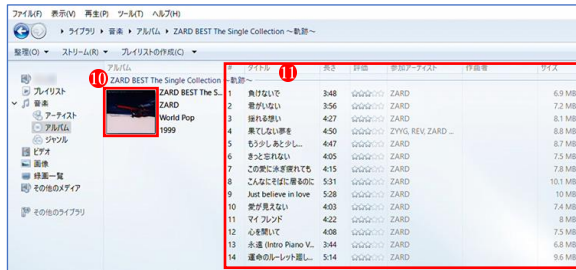 ファイル(F) 表示(V) 再生(P) ツール(T) ヘルプ(H)
ライブラリ ▸ 音楽 ▸ アルバム ▸ ZARD BEST The Single Collection ~軌跡~
整理(O) ストリーム(R) プレイリストの作成(C)
アルバム # タイトル 長さ 評価 参加アーティスト 作曲者 サイズ
10 11
ZARD BEST The Single Collection ~軌跡~
プレイリスト
音楽
アーティスト
アルバム
ジャンル
ビデオ
画像
録画一覧
その他のメディア
その他のライブラリ
ZARD BEST The S...
ZARD
World Pop
1999
1 負けないで 3:48 ZARD 6.9 MB
2 君がいない 3:56 ZARD 7.2 MB
3 揺れる想い 4:27 ZARD 8.1 MB
4 果てしない夢を 4:50 ZYYG, REV, ZARD ... 8.8 MB
5 もう少し あと少し... 4:47 ZARD 8.7 MB
6 きっと忘れない 4:05 ZARD 7.5 MB
7 この愛に泳ぎ疲れても 4:15 ZARD 7.8 MB
8 こんなにそばに居るのに 5:31 ZARD 10.1 MB
9 Just believe in love 5:28 ZARD 10 MB
10 愛が見えない 4:03 ZARD 7.4 MB
11 マイ フレンド 4:22 ZARD 8 MB
12 心を開いて 4:08 ZARD 7.5 MB
13 永遠 (Intro Piano V... 3:44 ZARD 6.8 MB
14 運命のルーレット廻し... 5:14 ZARD 9.6 MB